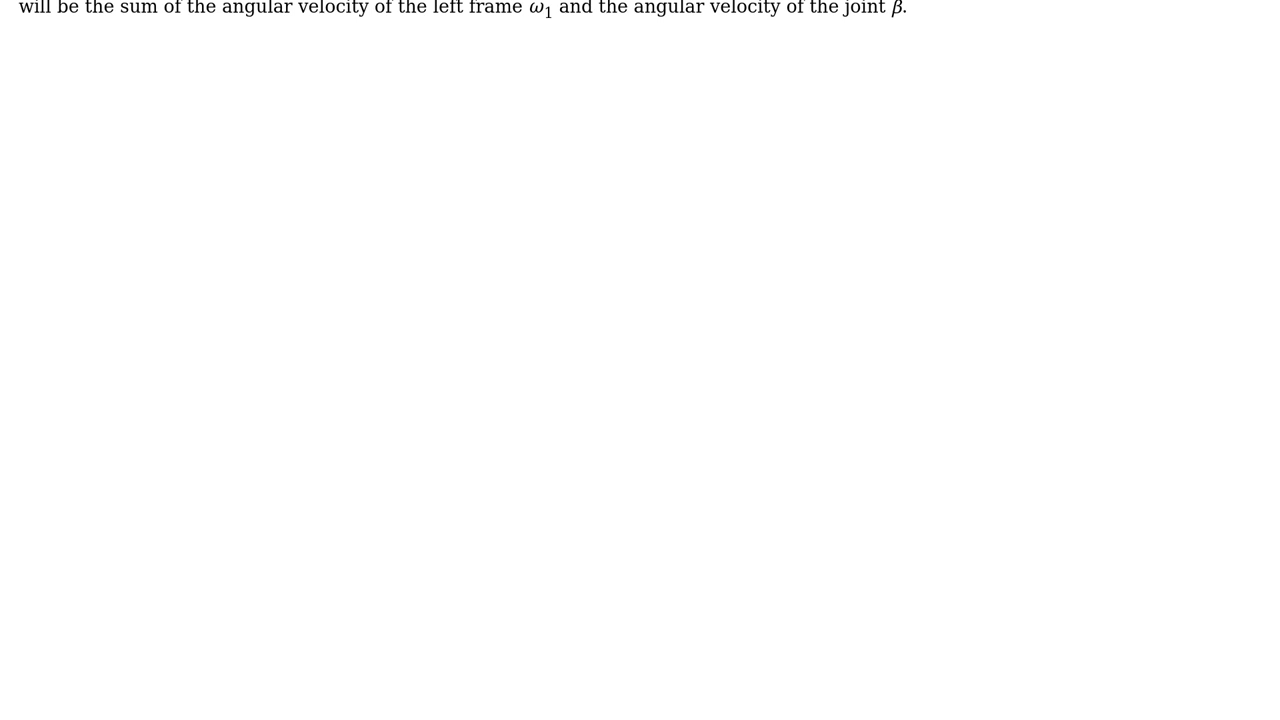 will be the sum of the angular velocity of the left frame ω₁ and the angular velocity of the joint β.